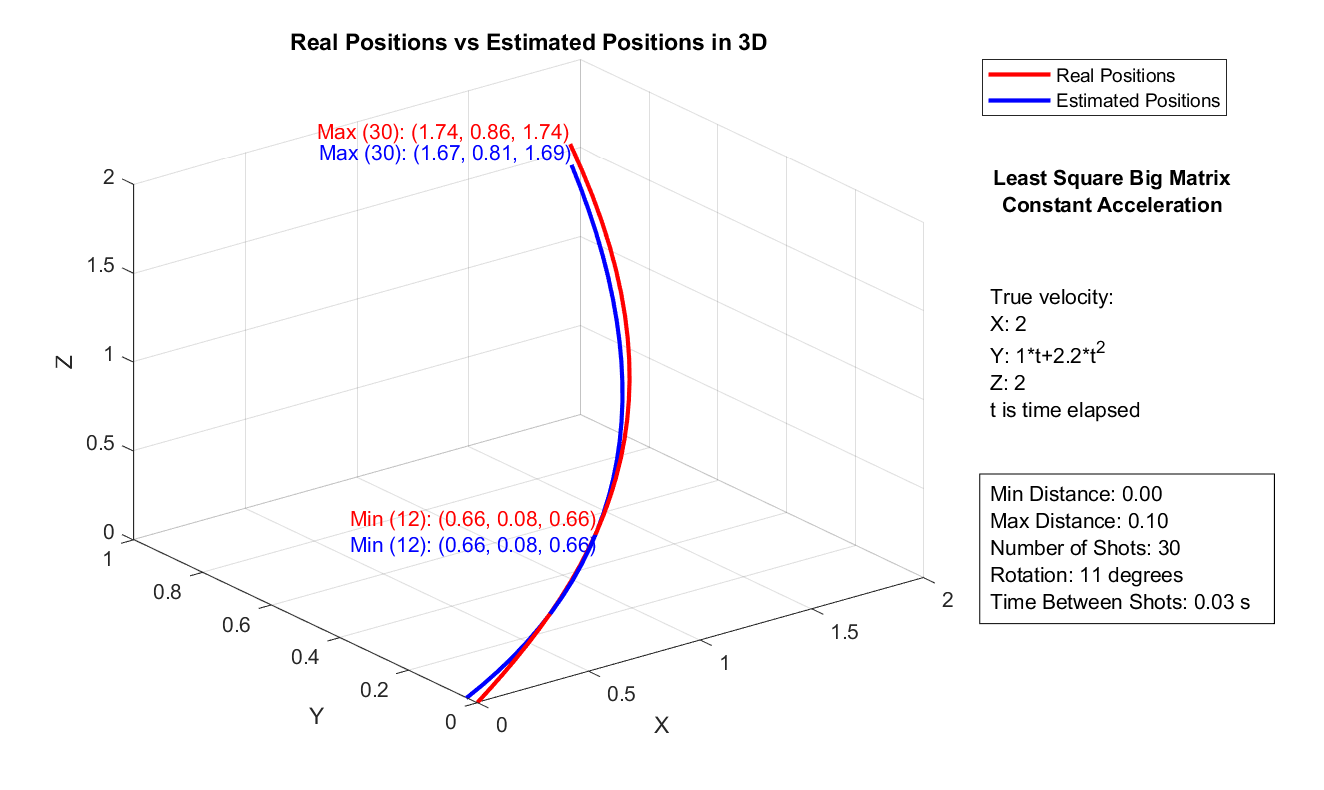 Real Positions vs Estimated Positions in 3D
Real Positions
Estimated Positions
Max (30): (1.74, 0.86, 1.74)
Max (30): (1.67, 0.81, 1.69)
Least Square Big Matrix
Constant Acceleration
True velocity:
X: 2
Y: 1*t+2.2*t²
Z: 2
t is time elapsed
Min (12): (0.66, 0.08, 0.66)
Min (12): (0.66, 0.08, 0.66)
Min Distance: 0.00
Max Distance: 0.10
Number of Shots: 30
Rotation: 11 degrees
Time Between Shots: 0.03 s
2
1.5
1
0.5
0
Z
1
0.8
0.6
0.4
0.2
0
Y
0
0.5
1
1.5
2
X